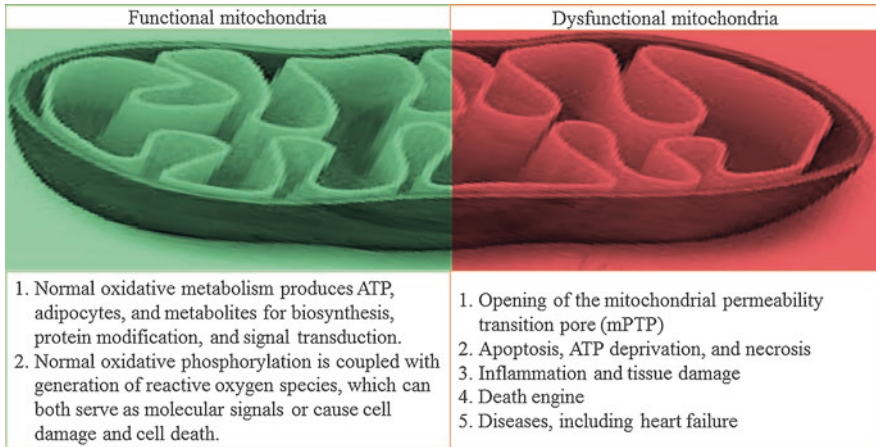 Functional mitochondria
Dysfunctional mitochondria
1. Normal oxidative metabolism produces ATP,
adipocytes, and metabolites for biosynthesis,
protein modification, and signal transduction.
2. Normal oxidative phosphorylation is coupled with
generation of reactive oxygen species, which can
both serve as molecular signals or cause cell
damage and cell death.
1. Opening of the mitochondrial permeability
transition pore (mPTP)
2. Apoptosis, ATP deprivation, and necrosis
3. Inflammation and tissue damage
4. Death engine
5. Diseases, including heart failure